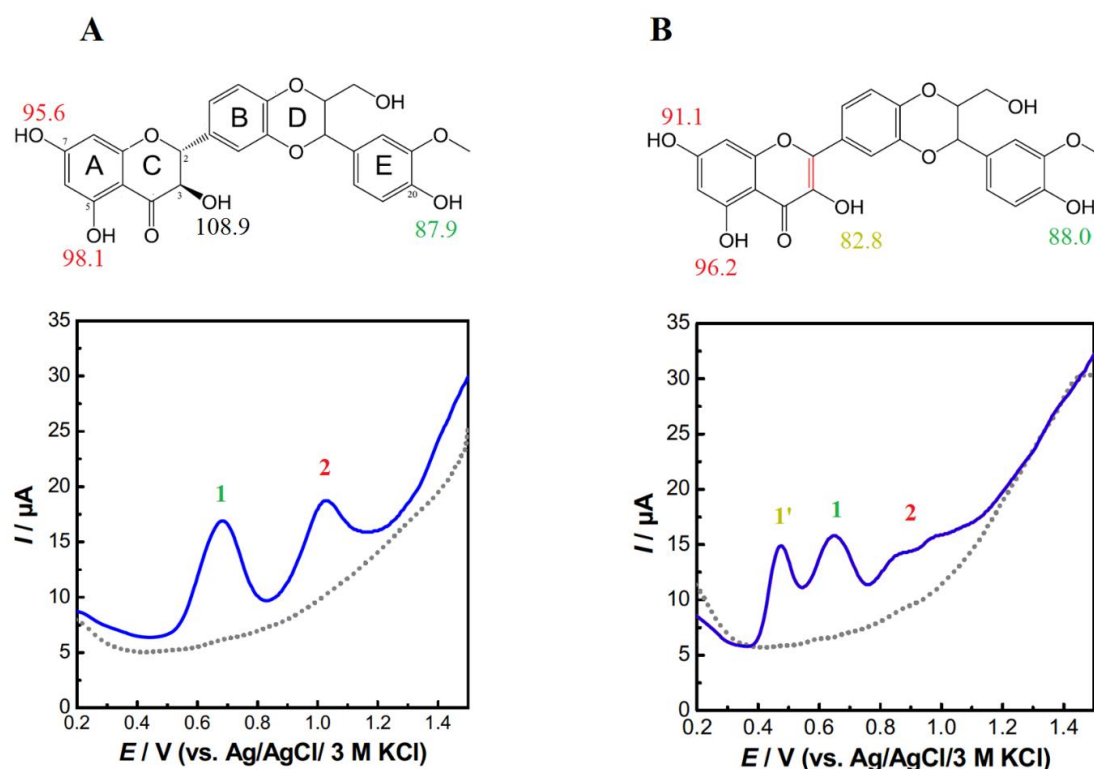 A
B
95.6
HO
7
A
O
C
B
O
D
O
2
3
5
OH
O
OH
98.1
108.9
OH
E
O
20
OH
87.9
91.1
HO
O
O
O
OH
O
OH
O
OH
OH
96.2
82.8
88.0
35
30
25
20
15
10
5
0
I / µA
1
2
0.2 0.4 0.6 0.8 1.0 1.2 1.4
E / V (vs. Ag/AgCl/ 3 M KCl)
35
30
25
20
15
10
5
0
I / µA
1'
1
2
0.2 0.4 0.6 0.8 1.0 1.2 1.4
E / V (vs. Ag/AgCl/3 M KCl)